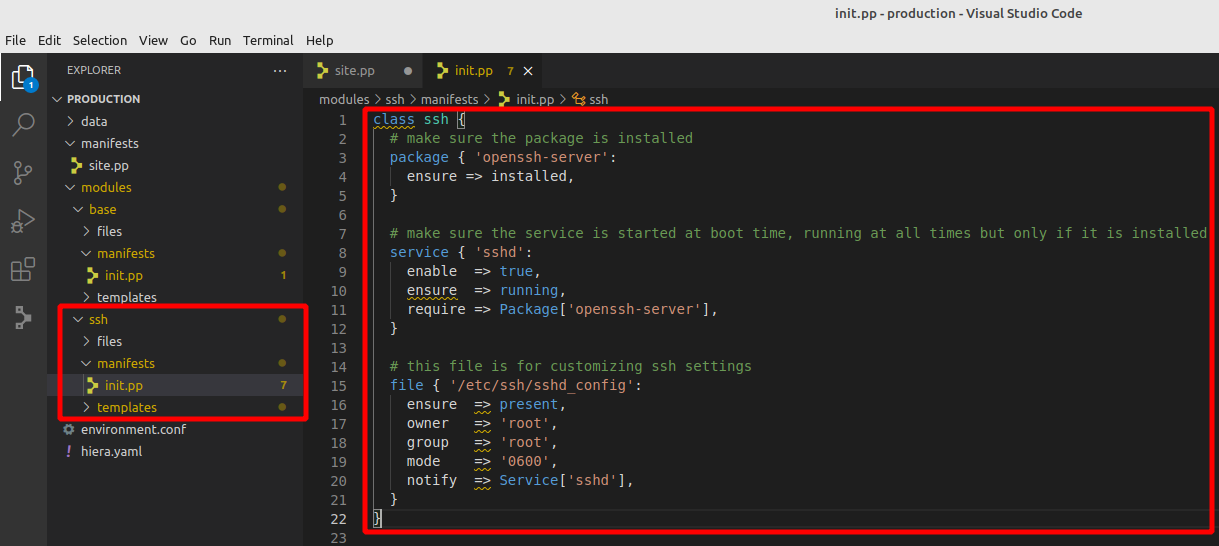 init.pp - production - Visual Studio Code
File Edit Selection View Go Run Terminal Help
EXPLORER ...
1
PRODUCTION
data
manifests
site.pp
modules
base
files
manifests
init.pp 1
templates
ssh
files
manifests
init.pp 7
templates
environment.conf
! hiera.yaml
site.pp
init.pp 7
modules > ssh > manifests > init.pp > ssh
1 class ssh {
2   # make sure the package is installed
3   package { 'openssh-server':
4     ensure => installed,
5   }
6
7   # make sure the service is started at boot time, running at all times but only if it is installed
8   service { 'sshd':
9     enable  => true,
10     ensure  => running,
11     require => Package['openssh-server'],
12   }
13
14   # this file is for customizing ssh settings
15   file { '/etc/ssh/sshd_config':
16     ensure  => present,
17     owner   => 'root',
18     group   => 'root',
19     mode    => '0600',
20     notify  => Service['sshd'],
21   }
22 }
23